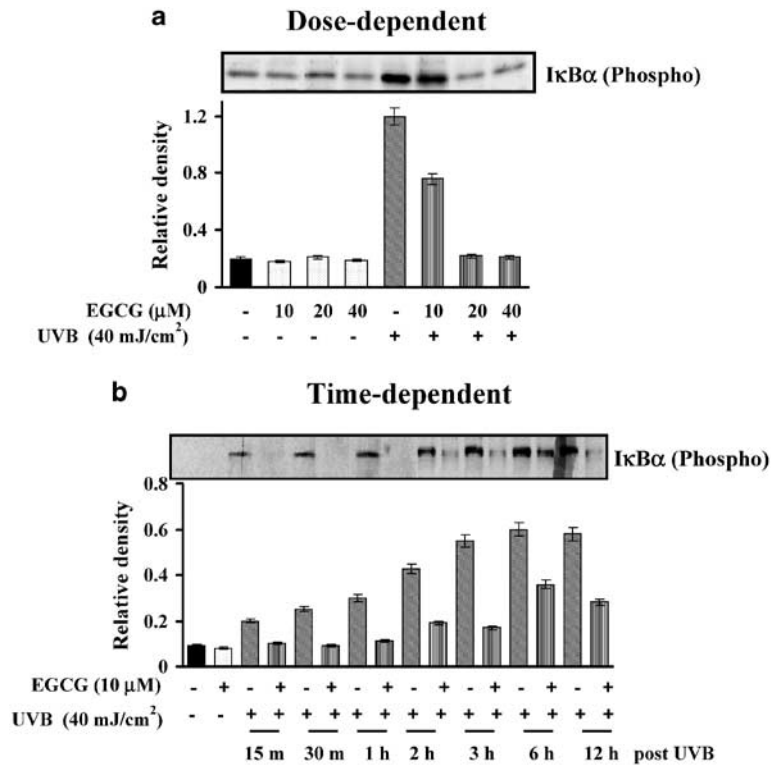 a
Dose-dependent
IκBα (Phospho)
Relative density
1.2
0.8
0.4
0
EGCG (μM) - 10 20 40 - 10 20 40
UVB (40 mJ/cm²) - - - - + + + +
b
Time-dependent
IκBα (Phospho)
Relative density
0.8
0.6
0.4
0.2
0
EGCG (10 μM) - + - + - + - + - + - + - + - +
UVB (40 mJ/cm²) - - + + + + + + + + + + + + + +
15 m 30 m 1 h 2 h 3 h 6 h 12 h post UVB